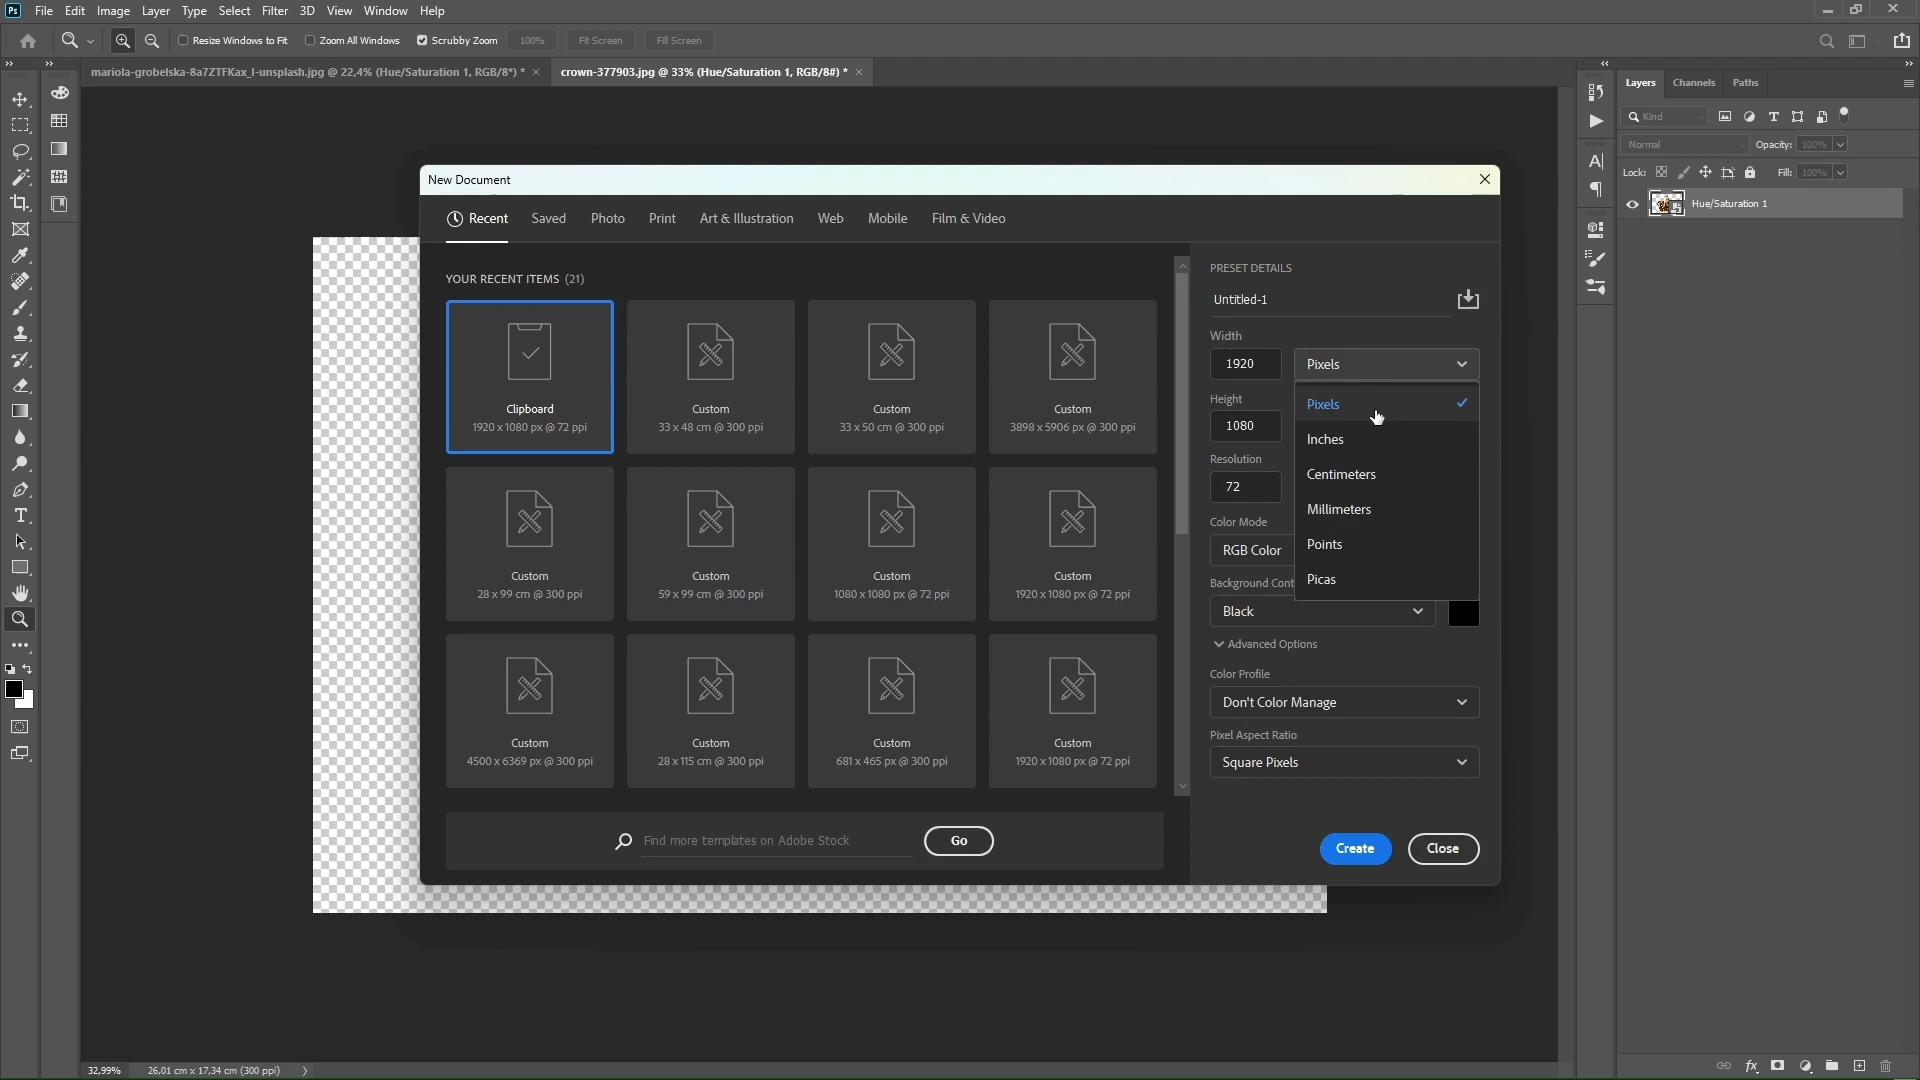 Ps File Edit Image Layer Type Select Filter 3D View Window Help
Resize Windows to Fit Zoom All Windows Scrubby Zoom 100% Fit Screen Fill Screen
mariola-grobelska-8a7ZTFKax_I-unsplash.jpg @ 22,4% (Hue/Saturation 1, RGB/8*) * crown-377903.jpg @ 33% (Hue/Saturation 1, RGB/8#) *
New Document
Recent Saved Photo Print Art & Illustration Web Mobile Film & Video
YOUR RECENT ITEMS (21)
Clipboard
1920 x 1080 px @ 72 ppi
Custom
33 x 48 cm @ 300 ppi
Custom
33 x 50 cm @ 300 ppi
Custom
3898 x 5906 px @ 300 ppi
Custom
28 x 99 cm @ 300 ppi
Custom
59 x 99 cm @ 300 ppi
Custom
1080 x 1080 px @ 72 ppi
Custom
1920 x 1080 px @ 72 ppi
Custom
4500 x 6369 px @ 300 ppi
Custom
28 x 115 cm @ 300 ppi
Custom
681 x 465 px @ 300 ppi
Custom
1920 x 1080 px @ 72 ppi
Find more templates on Adobe Stock
Go
PRESET DETAILS
Untitled-1
Width
1920 Pixels
Height
1080
Resolution
72
Color Mode
RGB Color
Background Cont
Black
Pixels
Inches
Centimeters
Millimeters
Points
Picas
Advanced Options
Color Profile
Don't Color Manage
Pixel Aspect Ratio
Square Pixels
Create Close
Layers Channels Paths
Kind
Normal Opacity: 100%
Lock: Fill: 100%
Hue/Saturation 1
32,99% 26,01 cm x 17,34 cm (300 ppi)